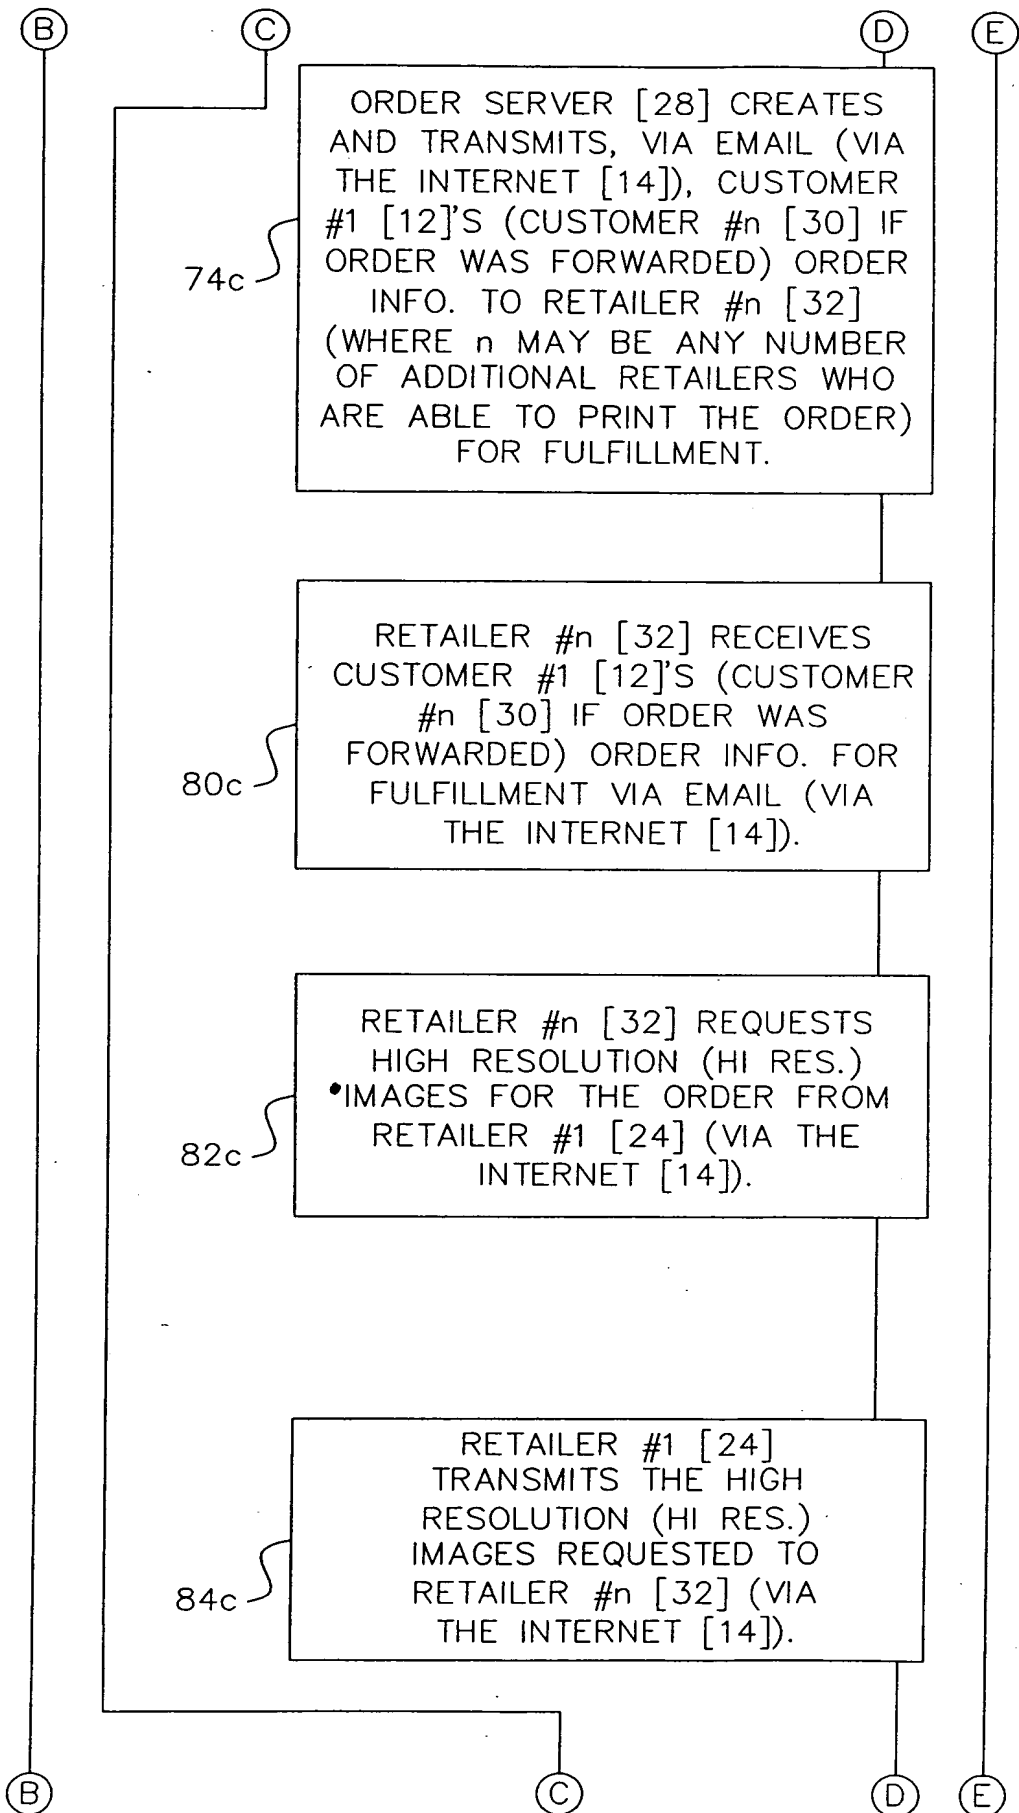 B C D E
ORDER SERVER [28] CREATES
AND TRANSMITS, VIA EMAIL (VIA
THE INTERNET [14]), CUSTOMER
#1 [12]'S (CUSTOMER #n [30] IF
ORDER WAS FORWARDED) ORDER
INFO. TO RETAILER #n [32]
(WHERE n MAY BE ANY NUMBER
OF ADDITIONAL RETAILERS WHO
ARE ABLE TO PRINT THE ORDER)
FOR FULFILLMENT.
74c
RETAILER #n [32] RECEIVES
CUSTOMER #1 [12]'S (CUSTOMER
#n [30] IF ORDER WAS
FORWARDED) ORDER INFO. FOR
FULFILLMENT VIA EMAIL (VIA
THE INTERNET [14]).
80c
RETAILER #n [32] REQUESTS
HIGH RESOLUTION (HI RES.)
IMAGES FOR THE ORDER FROM
RETAILER #1 [24] (VIA THE
INTERNET [14]).
82c
RETAILER #1 [24]
TRANSMITS THE HIGH
RESOLUTION (HI RES.)
IMAGES REQUESTED TO
RETAILER #n [32] (VIA
THE INTERNET [14]).
84c
B C D E